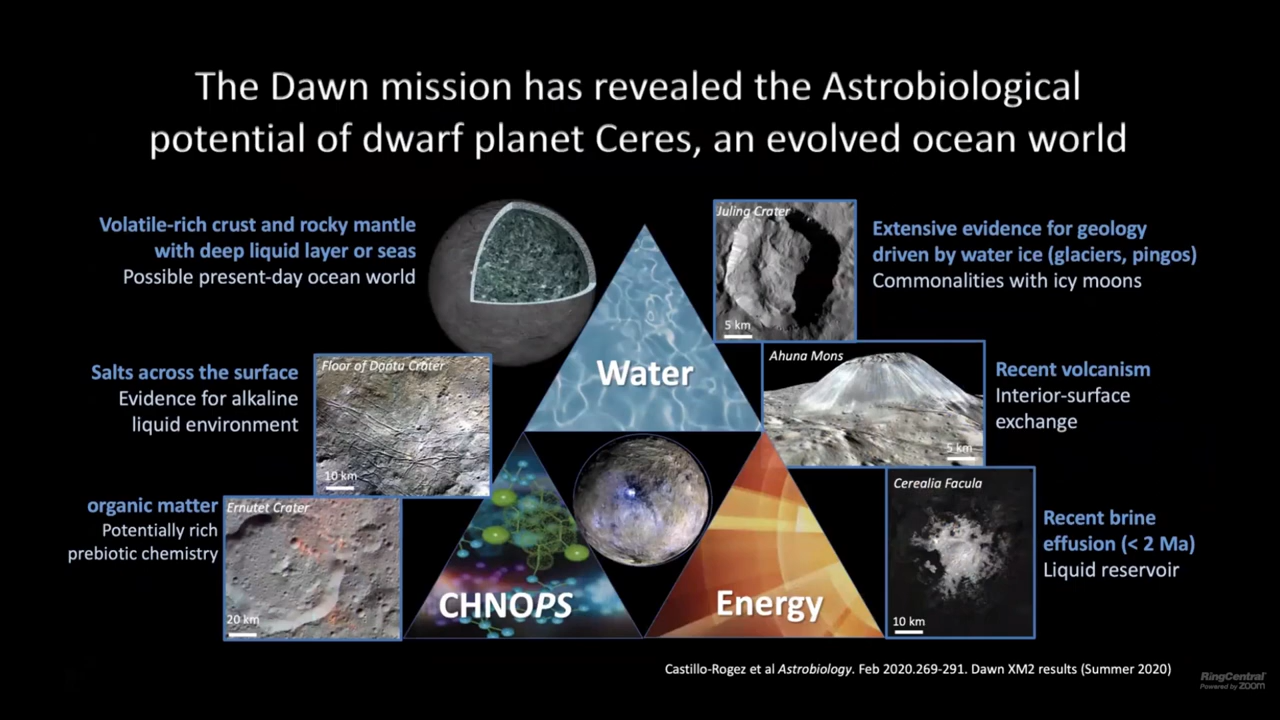 The Dawn mission has revealed the Astrobiological
potential of dwarf planet Ceres, an evolved ocean world
Volatile-rich crust and rocky mantle
with deep liquid layer or seas
Possible present-day ocean world
Juling Crater
5 km
Extensive evidence for geology
driven by water ice (glaciers, pingos)
Commonalities with icy moons
Salts across the surface
Evidence for alkaline
liquid environment
Floor of Dantu Crater
10 km
Water
Ahuna Mons
5 km
Recent volcanism
Interior-surface
exchange
organic matter
Potentially rich
prebiotic chemistry
Ernutet Crater
20 km
CHNOPS
Energy
Cerealia Facula
10 km
Recent brine
effusion (< 2 Ma)
Liquid reservoir
Castillo-Rogez et al Astrobiology. Feb 2020.269-291. Dawn XM2 results (Summer 2020)
RingCentral
Powered by zoom